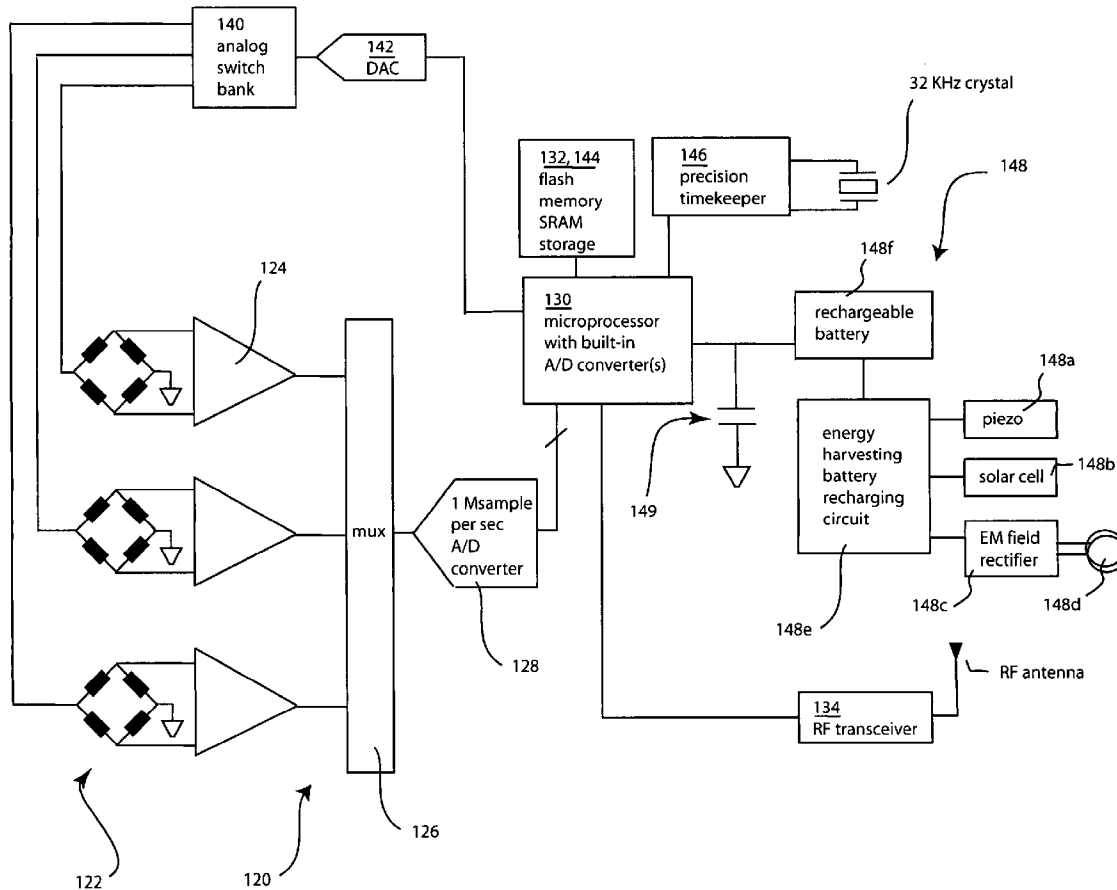 140
analog
switch
bank
142
DAC
32 KHz crystal
132, 144
flash
memory
SRAM
storage
146
precision
timekeeper
148
124
130
microprocessor
with built-in
A/D converter(s)
148f
rechargeable
battery
148a
piezo
energy
harvesting
battery
recharging
circuit
148b
solar cell
149
mux
1 Msample
per sec
A/D
converter
EM field
rectifier
148c
148d
148e
128
RF antenna
134
RF transceiver
126
122
120